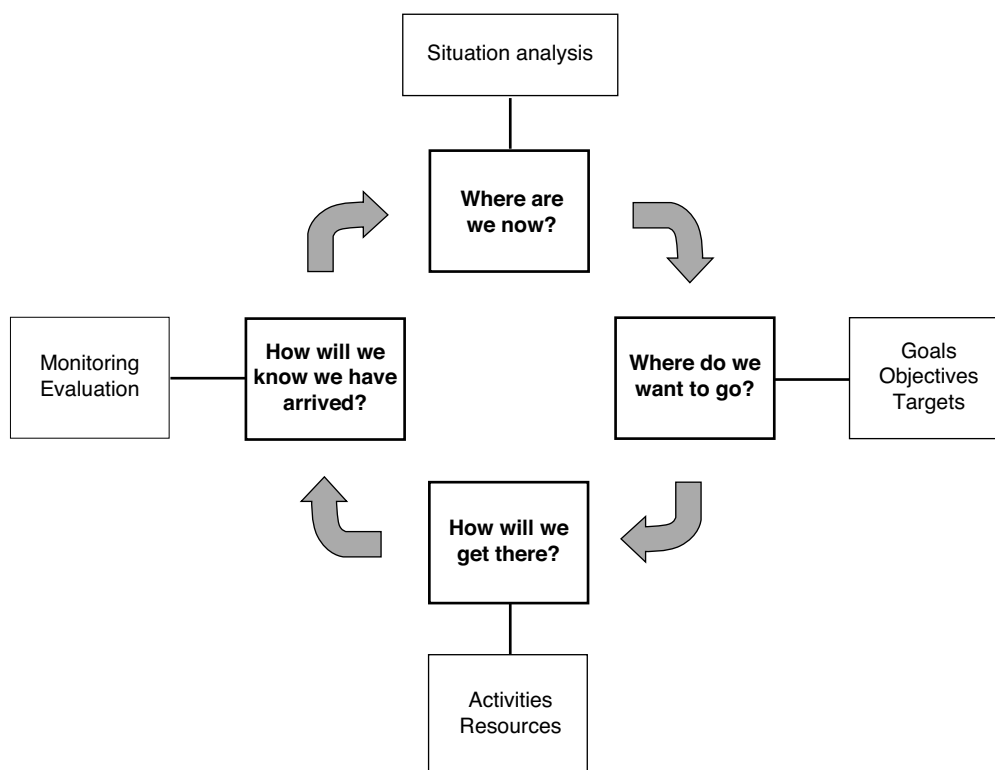 Situation analysis
Where are
we now?
Monitoring
Evaluation
How will we
know we have
arrived?
Where do we
want to go?
Goals
Objectives
Targets
How will we
get there?
Activities
Resources